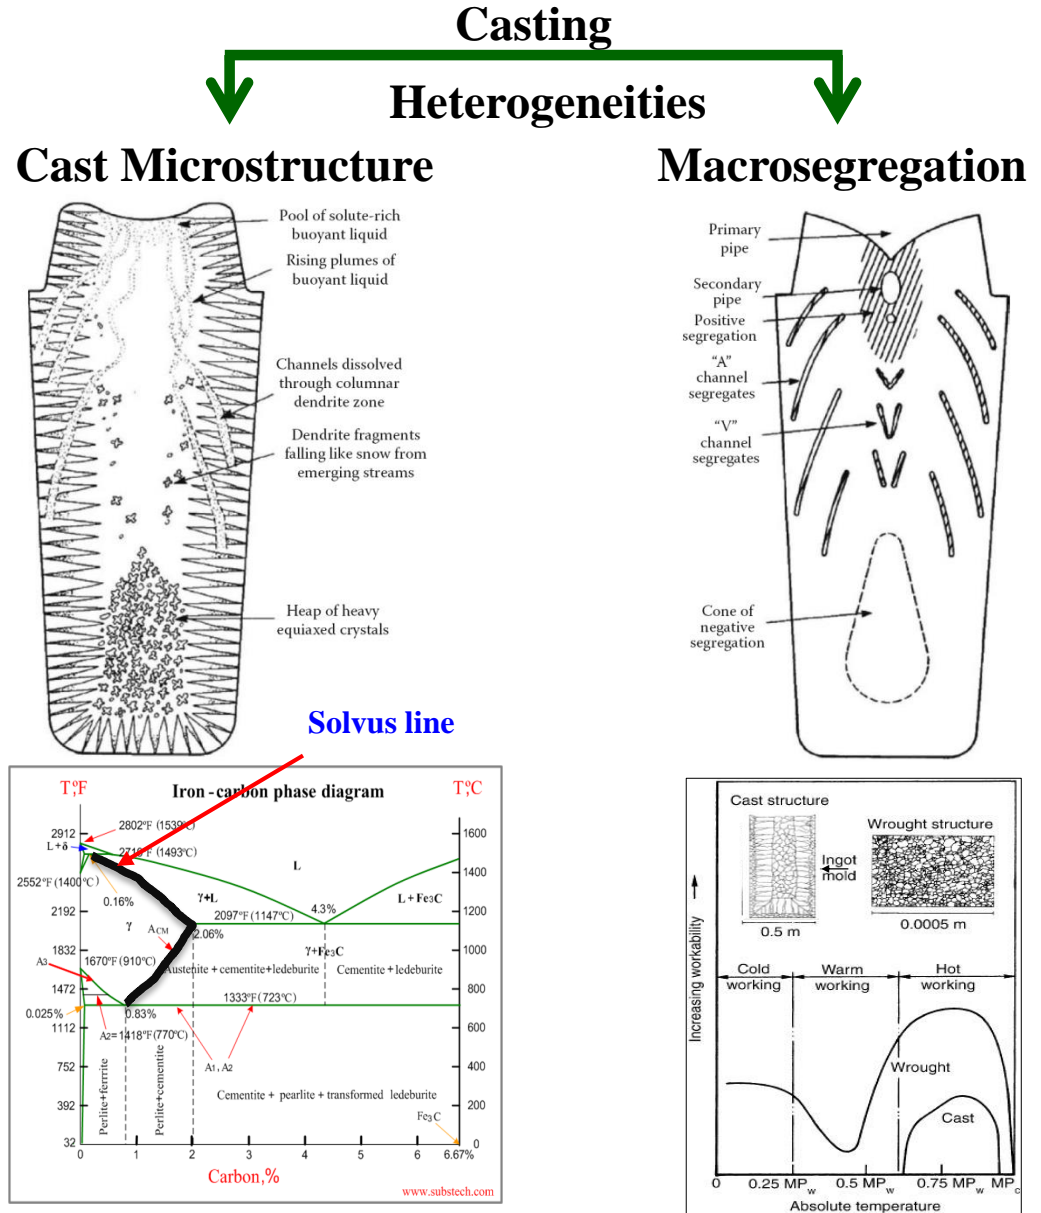 Casting
Heterogeneities
Cast Microstructure
Macrosegregation
Pool of solute-rich
buoyant liquid
Rising plumes of
buoyant liquid
Channels dissolved
through columnar
dendrite zone
Dendrite fragments
falling like snow from
emerging streams
Heap of heavy
equiaxed crystals
Primary
pipe
Secondary
pipe
Positive
segregation
“A”
channel
segregates
“V”
channel
segregates
Cone of
negative
segregation
Solvus line
T,ºF
Iron-carbon phase diagram
T,ºC
2912
2192
1832
1472
1112
752
392
32
1600
1400
1200
1000
800
600
400
200
0
2802ºF (1539ºC)
L+δ
2719ºF (1493ºC)
2552ºF (1400ºC)
0.16%
L
γ+L
L+Fe3C
4.3%
2097ºF (1147ºC)
γ
ACM
2.06%
γ+Fe3C
1670ºF (910ºC)
A3
Austenite + cementite+ledeburite
Cementite + ledeburite
1333ºF (723ºC)
0.025%
0.83%
A2=1418ºF(770ºC)
A1, A2
Perlite+ferrrite
Perlite+cementite
Cementite + pearlite + transformed ledeburite
Fe3C
0
1
2
3
4
5
6
6.67%
Carbon,%
www.substech.com
Cast structure
Wrought structure
Ingot
mold
0.5 m
0.0005 m
Increasing workability
Cold
working
Warm
working
Hot
working
Wrought
Cast
0
0.25 MPw
0.5 MPw
0.75 MPw
MPc
Absolute temperature